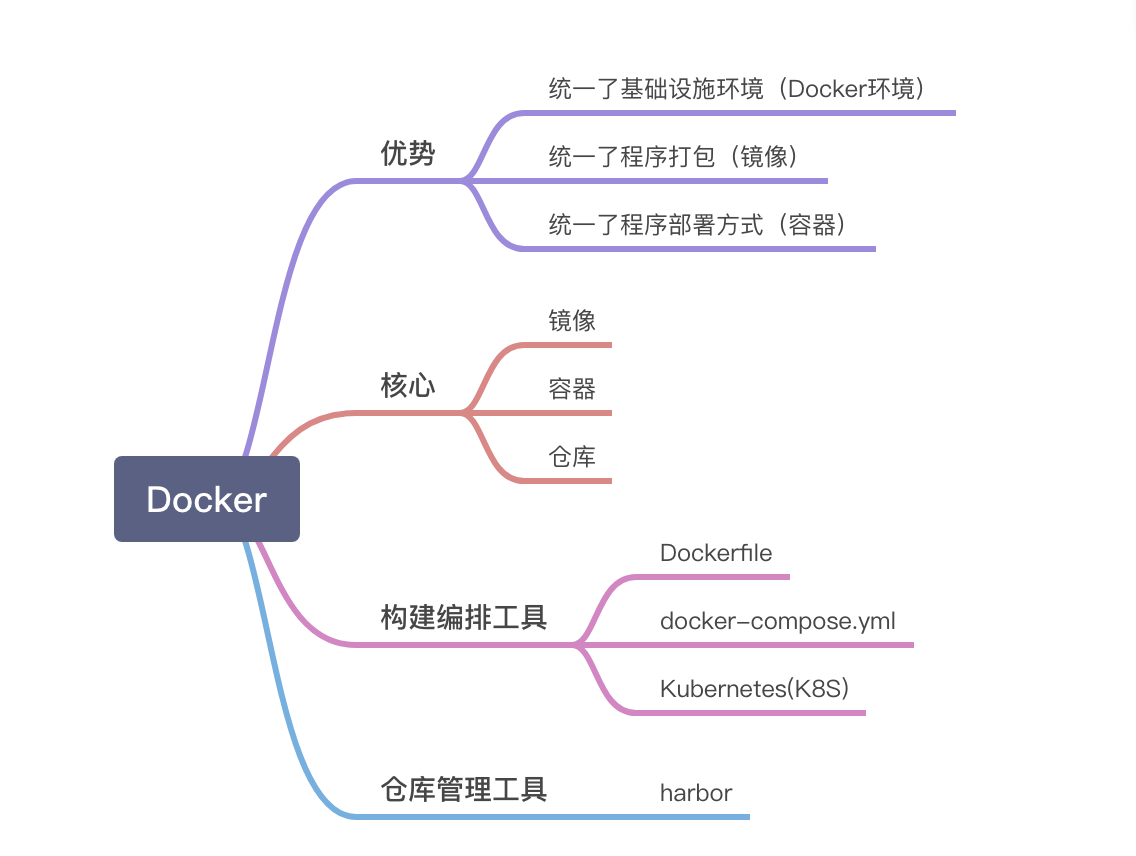 Docker
优势
统一了基础设施环境（Docker环境）
统一了程序打包（镜像）
统一了程序部署方式（容器）
核心
镜像
容器
仓库
构建编排工具
Dockerfile
docker-compose.yml
Kubernetes(K8S)
仓库管理工具
harbor